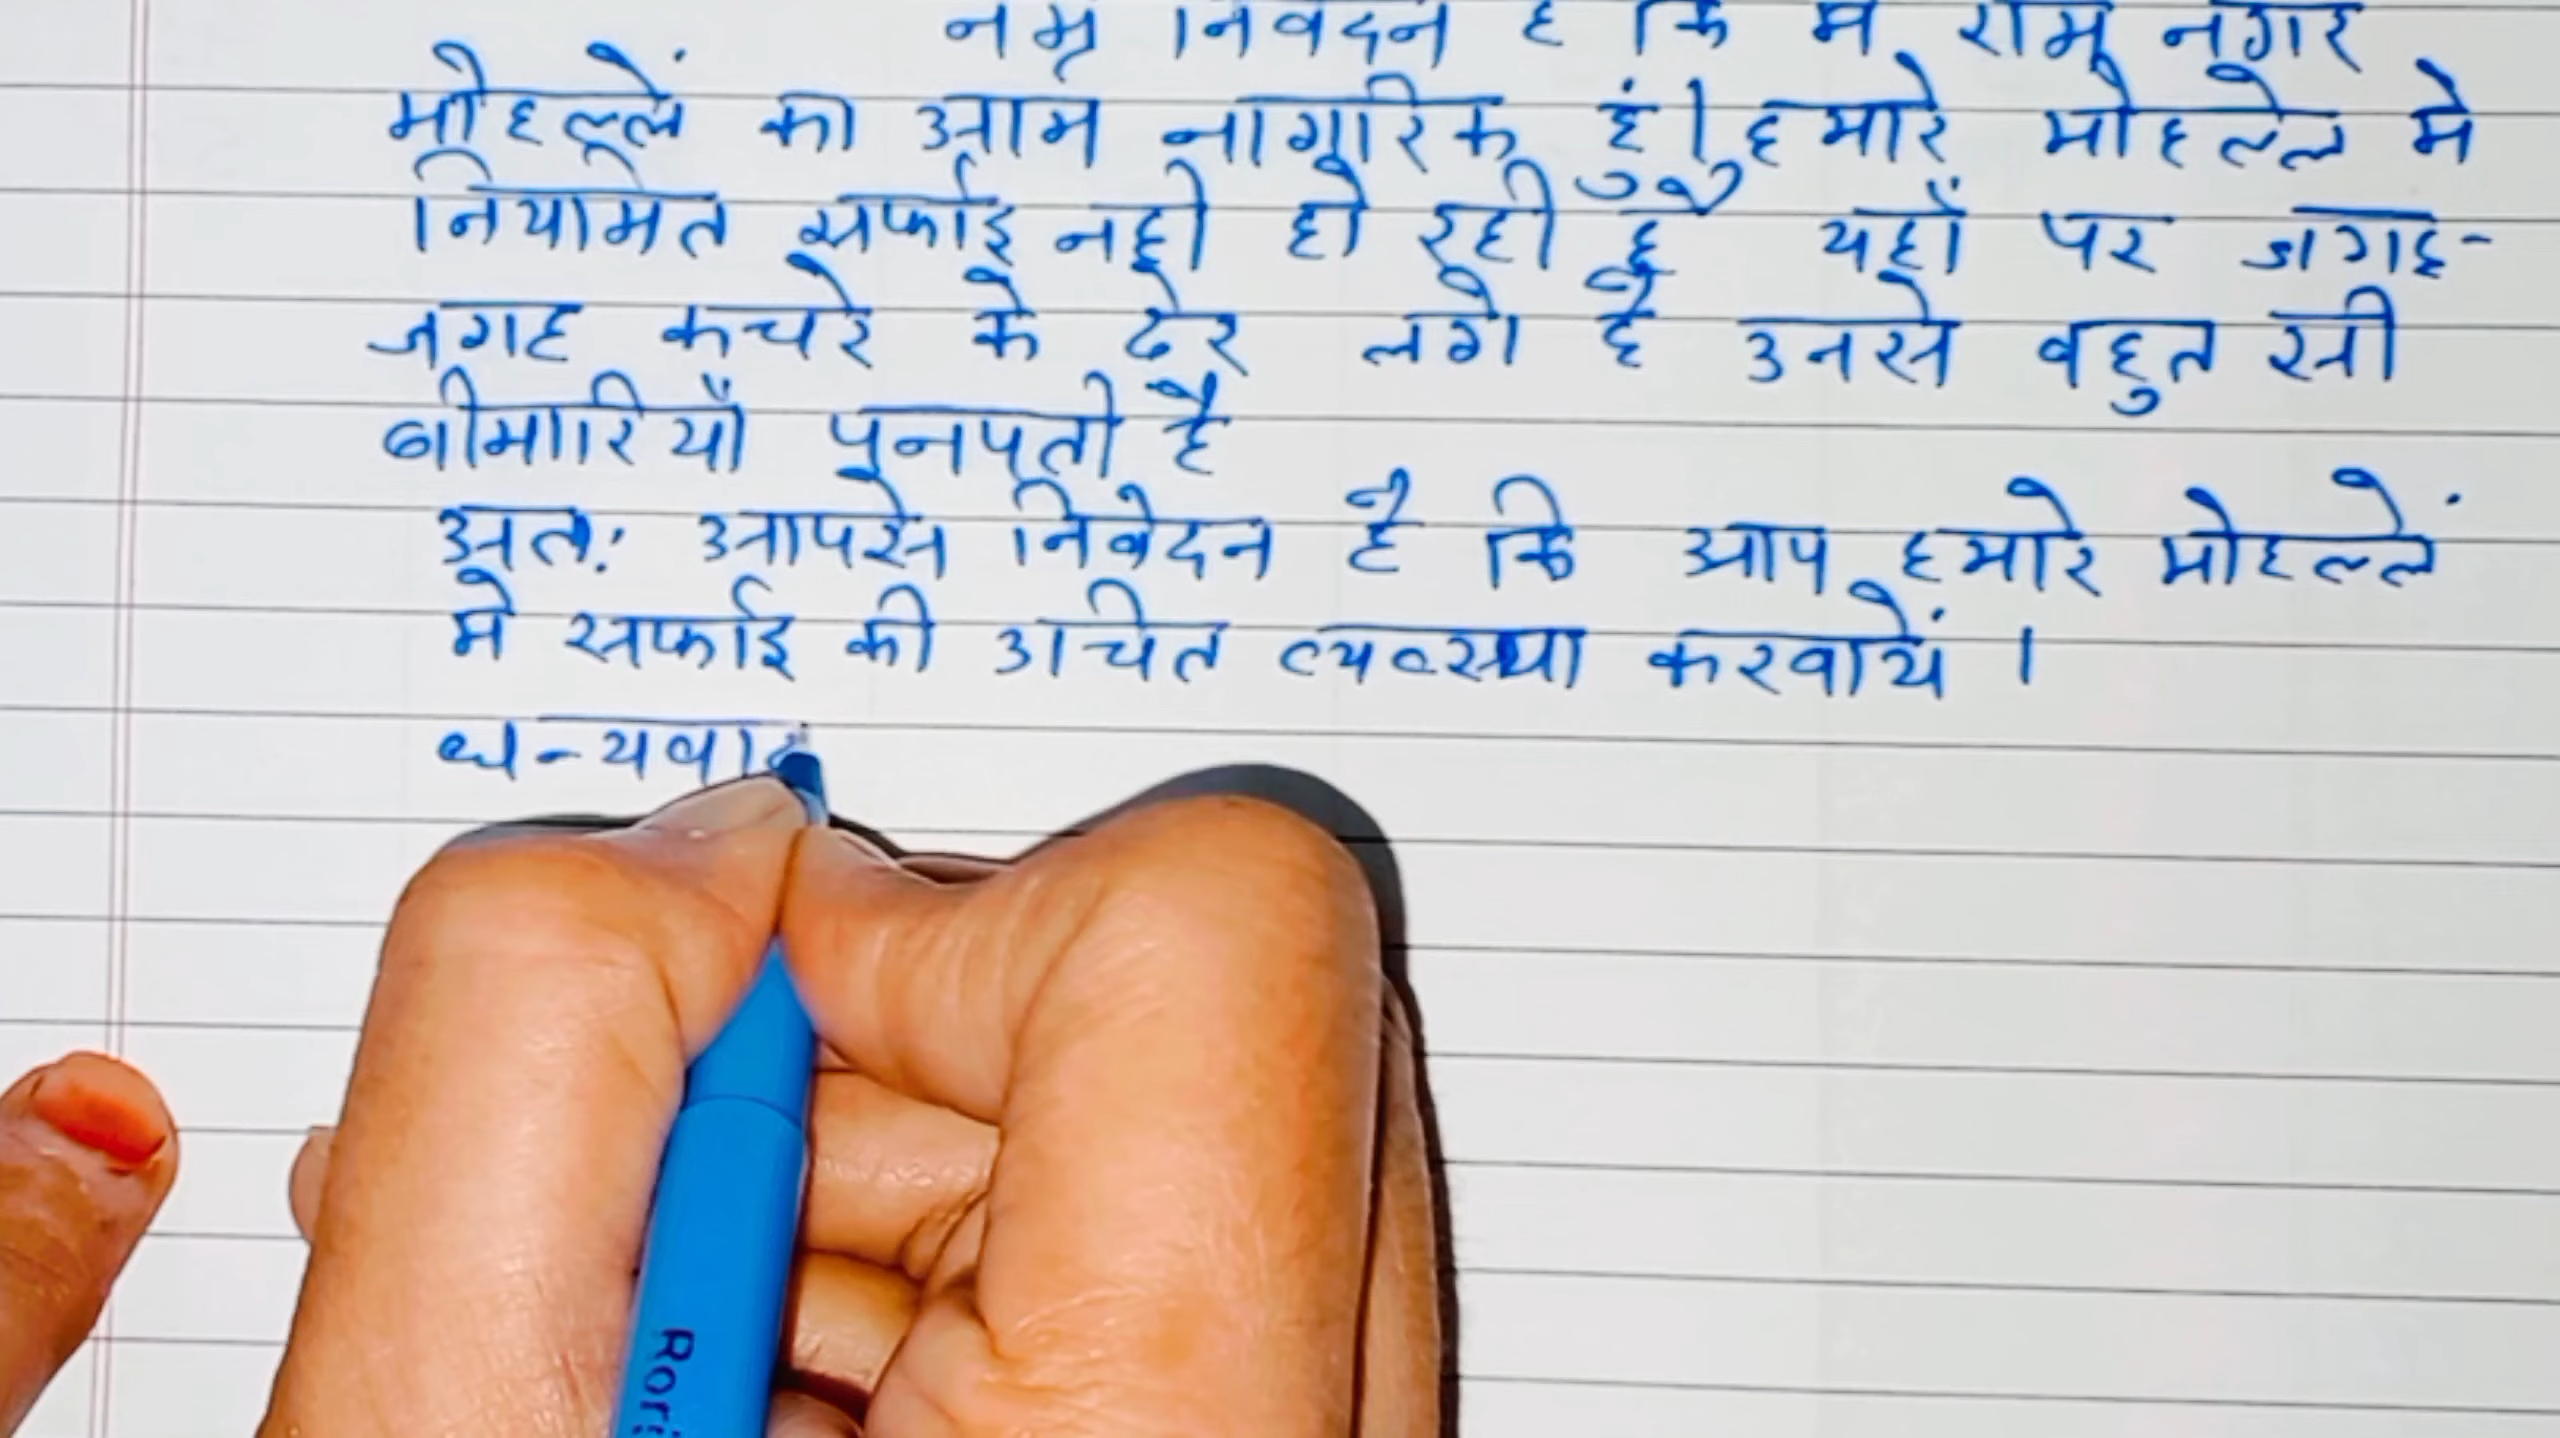 नम्र निवेदन है कि मै राम नगर
मोहल्लें का आम नागरिक हूं। हमारे मोहल्ले मे
नियमित सफाई नही हो रही है यहाँ पर जगह-
जगह कचरे के ढेर लगे है उनसे बहुत सी
बीमारियाँ पनपती है
अतः आपसे निवेदन है कि आप हमारे मोहल्लें
मे सफाई की उचित व्यवस्था करवायें ।
धन्यवाद